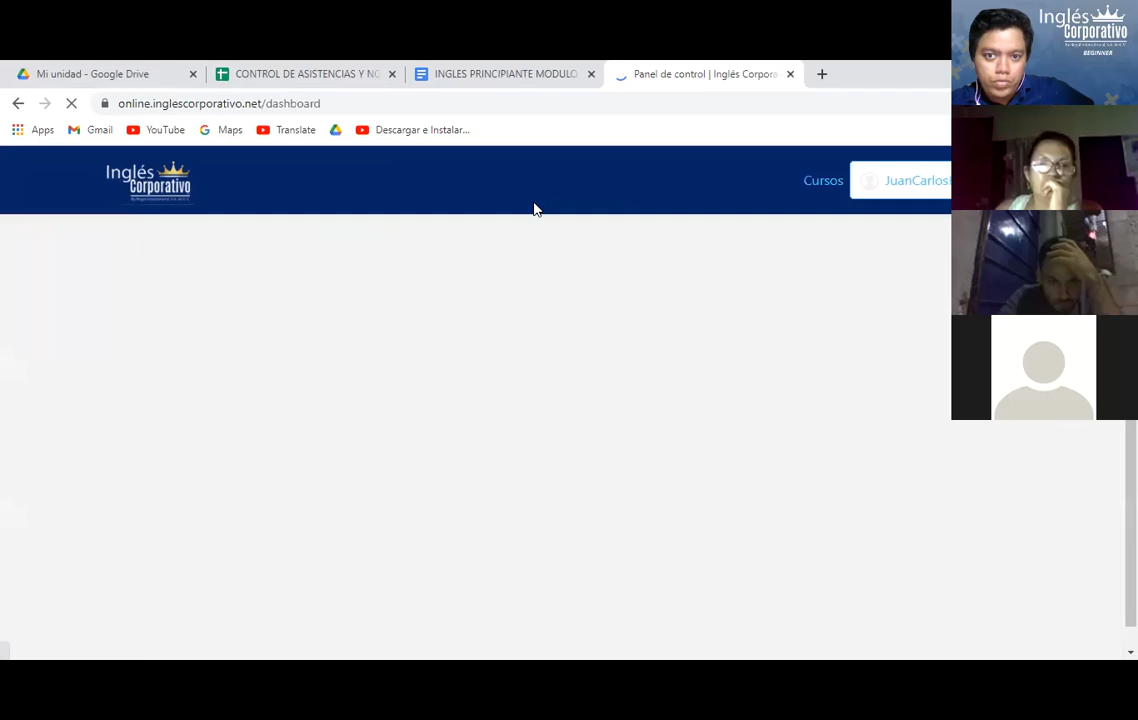 Mi unidad - Google Drive
CONTROL DE ASISTENCIAS Y NO
INGLES PRINCIPIANTE MODULO
Panel de control | Inglés Corpora
online.inglescorporativo.net/dashboard
Apps
Gmail
YouTube
Maps
Translate
Descargar e Instalar...
Inglés
Corporativo
Cursos
JuanCarlos
Inglés
Corporativo
BEGINNER